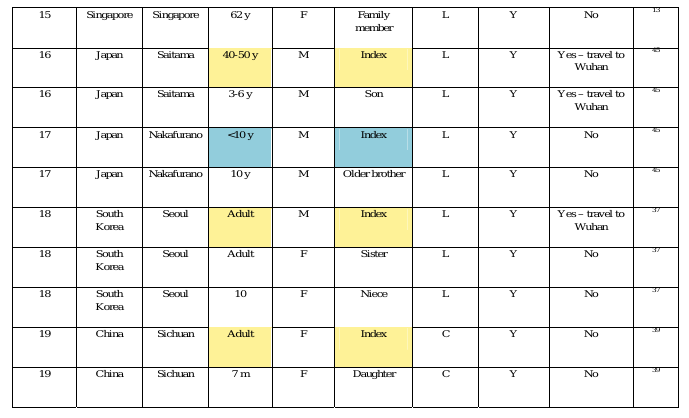 15 Singapore Singapore 62 y F Family member L Y No 13
16 Japan Saitama 40-50 y M Index L Y Yes – travel to Wuhan 45
16 Japan Saitama 3-6 y M Son L Y Yes – travel to Wuhan 45
17 Japan Nakafurano <10 y M Index L Y No 45
17 Japan Nakafurano 10 y M Older brother L Y No 45
18 South Korea Seoul Adult M Index L Y Yes – travel to Wuhan 37
18 South Korea Seoul Adult F Sister L Y No 37
18 South Korea Seoul 10 F Niece L Y No 37
19 China Sichuan Adult F Index C Y No 39
19 China Sichuan 7 m F Daughter C Y No 39